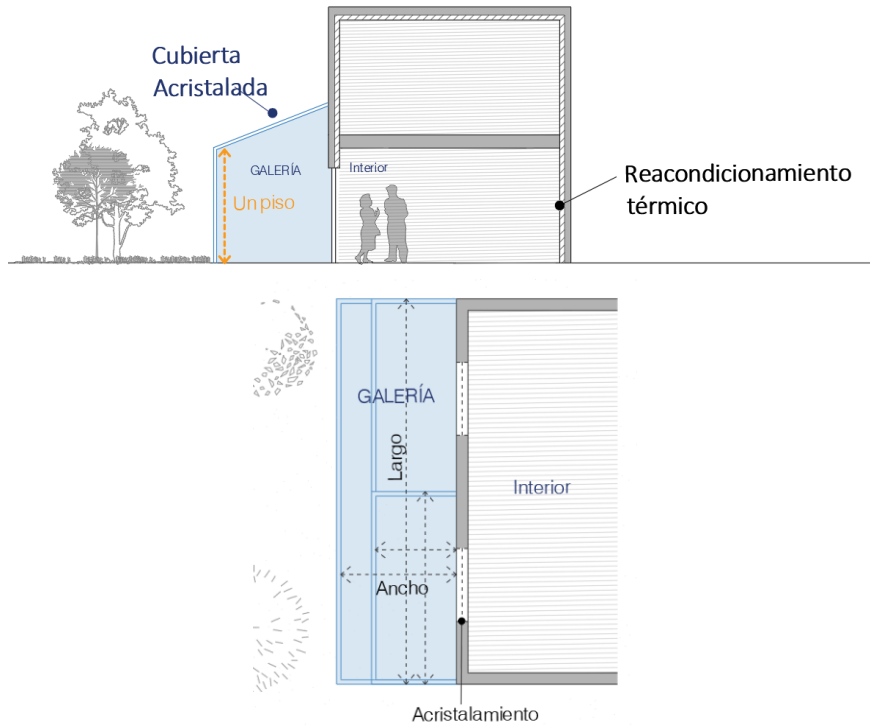 Cubierta
Acristalada
GALERÍA
Interior
Un piso
Reacondicionamiento
térmico
GALERÍA
Largo
Interior
Ancho
Acristalamiento